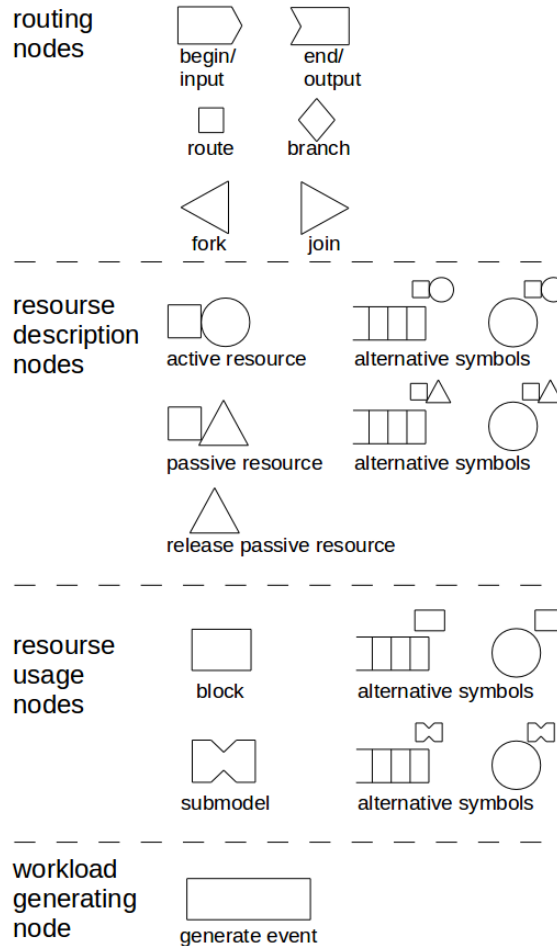 routing
nodes
begin/
input
end/
output
route
branch
fork
join
resourse
description
nodes
active resource
alternative symbols
passive resource
alternative symbols
release passive resource
resourse
usage
nodes
block
alternative symbols
submodel
alternative symbols
workload
generating
node
generate event